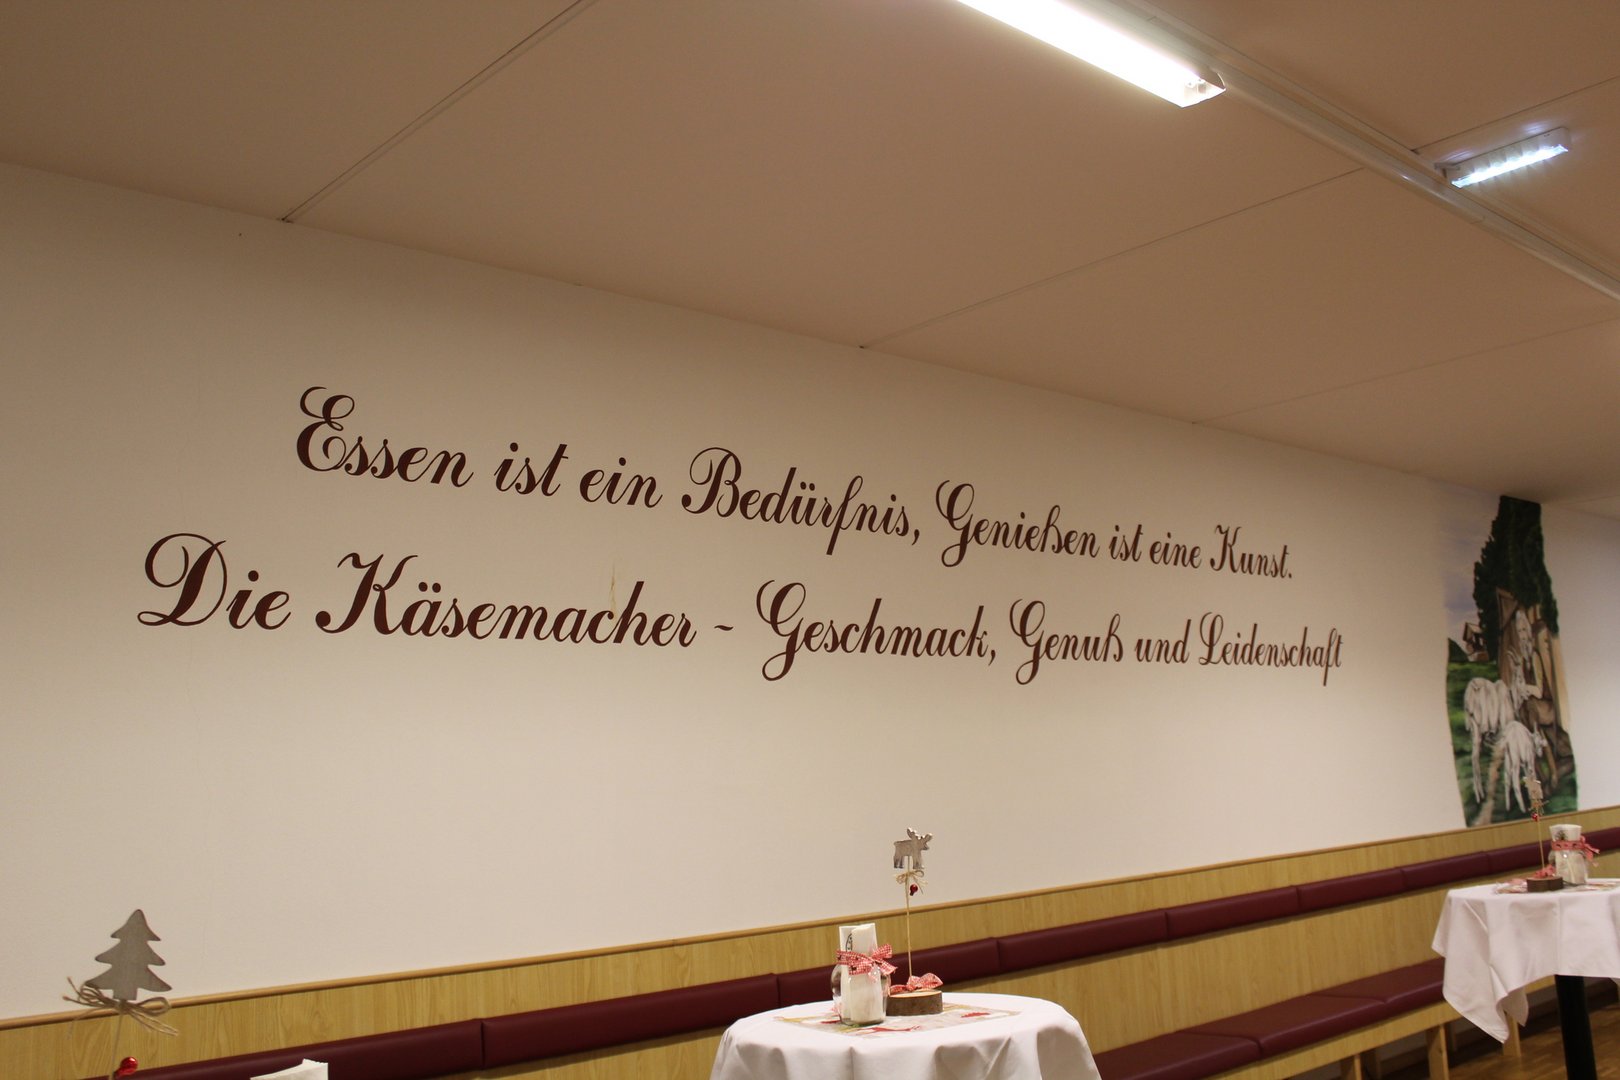 Essen ist ein Bedürfnis, Genießen ist eine Kunst.
Die Käsemacher - Geschmack, Genuß und Leidenschaft